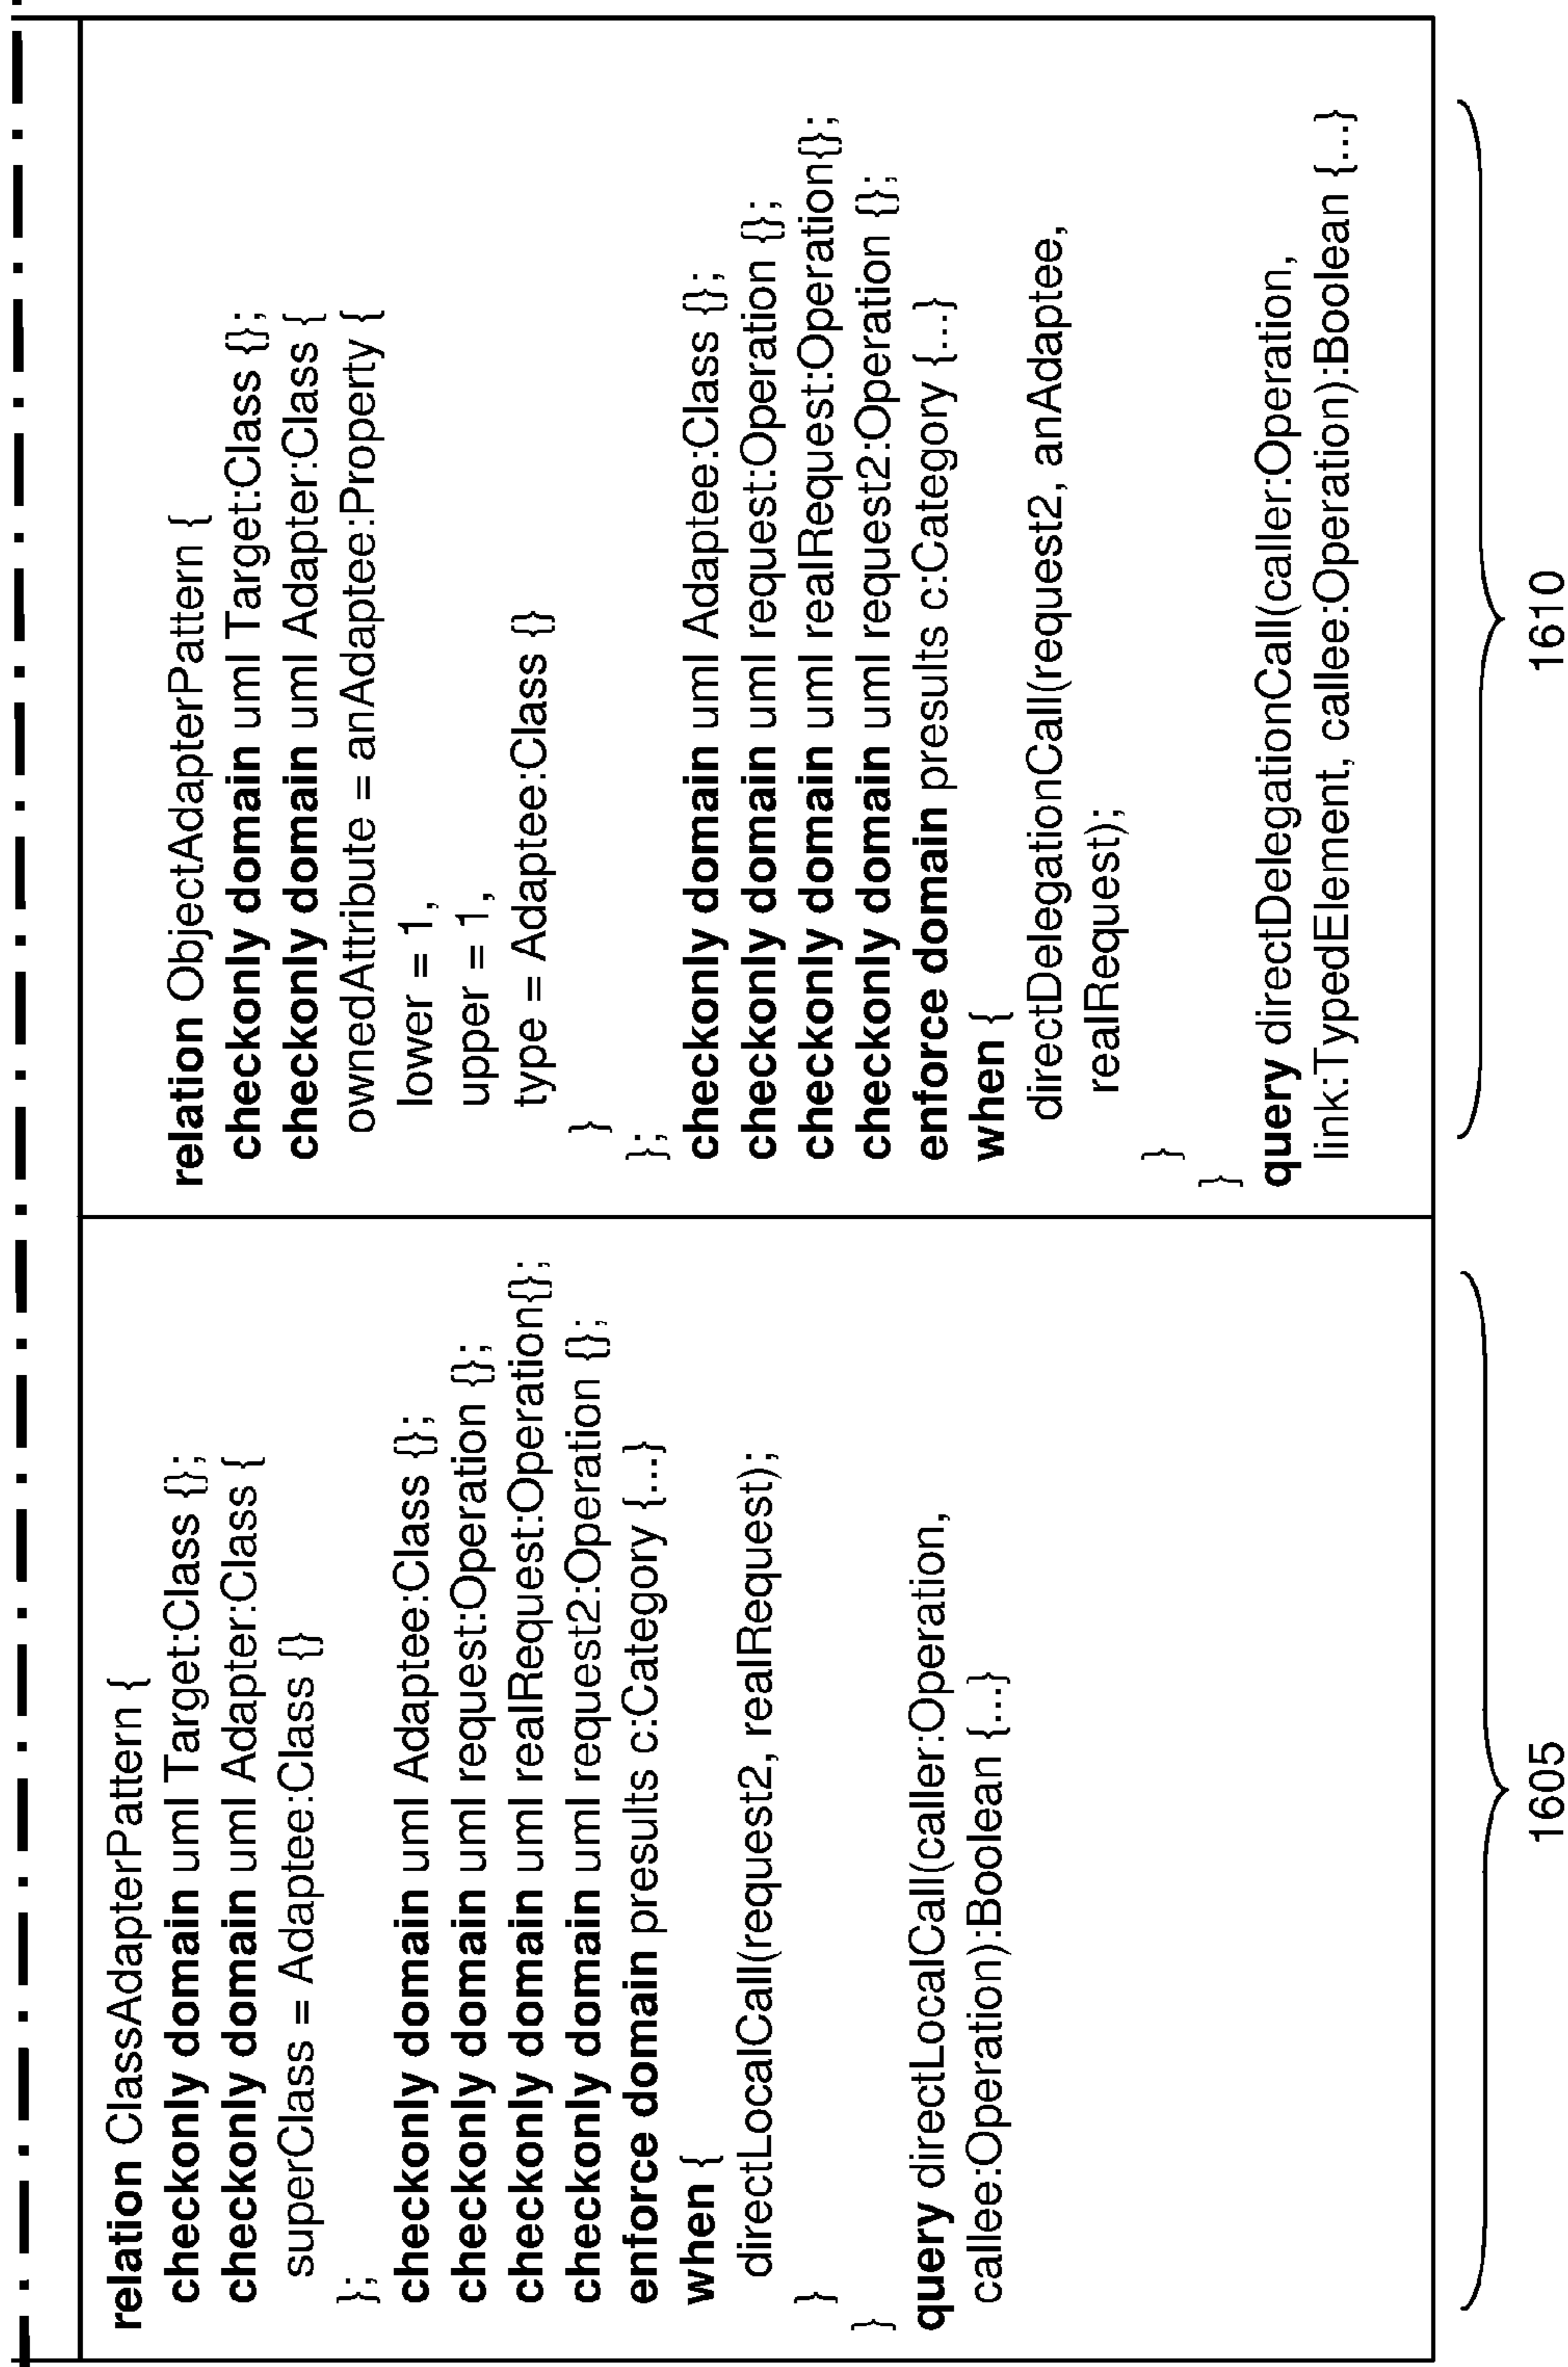 relation ClassAdapterPattern {
checkonly domain uml Target:Class {};
checkonly domain uml Adapter:Class {
superClass = Adaptee:Class {}
};
checkonly domain uml Adaptee:Class {};
checkonly domain uml request:Operation {};
checkonly domain uml realRequest:Operation{};
checkonly domain uml request2:Operation {};
enforce domain presults c:Category {...}
when {
directLocalCall(request2, realRequest);
}
}
query directLocalCall(caller:Operation,
callee:Operation):Boolean {...}
1605
relation ObjectAdapterPattern {
checkonly domain uml Target:Class {};
checkonly domain uml Adapter:Class {
ownedAttribute = anAdaptee:Property {
lower = 1,
upper = 1,
type = Adaptee:Class {}
}
};
checkonly domain uml Adaptee:Class {};
checkonly domain uml request:Operation {};
checkonly domain uml realRequest:Operation{};
checkonly domain uml request2:Operation {};
enforce domain presults c:Category {...}
when {
directDelegationCall(request2, anAdaptee,
realRequest);
}
}
query directDelegationCall(caller:Operation,
link:TypedElement, callee:Operation):Boolean {...}
1610